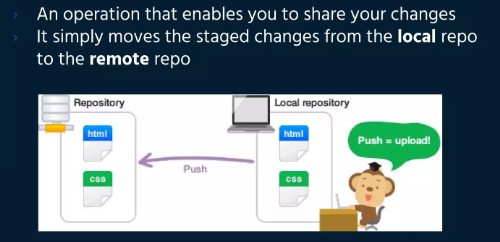 An operation that enables you to share your changes
It simply moves the staged changes from the local repo
to the remote repo
Repository
Local repository
html
html
Push = upload!
Push
css
css